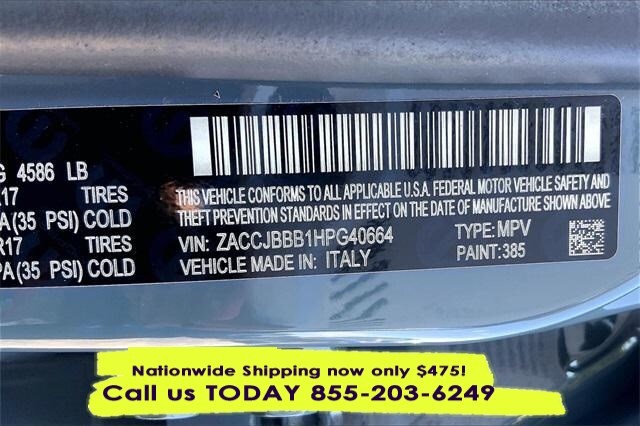 G 4586 LB
R17 TIRES
PA(35 PSI) COLD
R17 TIRES
PA(35 PSI) COLD
THIS VEHICLE CONFORMS TO ALL APPLICABLE U.S.A. FEDERAL MOTOR VEHICLE SAFETY AND
THEFT PREVENTION STANDARDS IN EFFECT ON THE DATE OF MANUFACTURE SHOWN ABOVE.
VIN: ZACCJBBB1HPG40664 TYPE: MPV
VEHICLE MADE IN: ITALY PAINT: 385
Nationwide Shipping now only $475!
Call us TODAY 855-203-6249